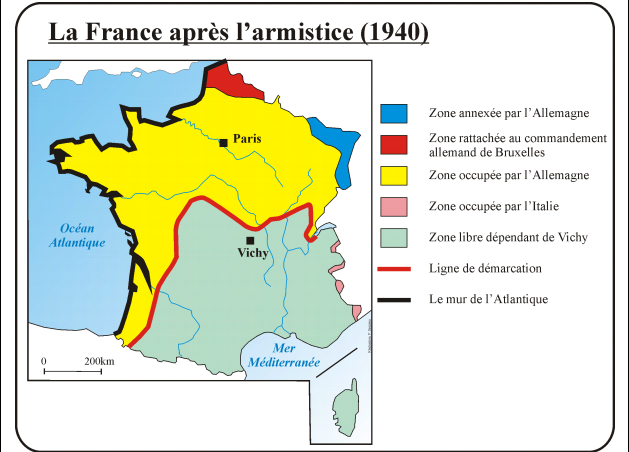 La France après l’armistice (1940)
Paris
Océan
Atlantique
Vichy
Mer
Méditerranée
0 200km
Zone annexée par l’Allemagne
Zone rattachée au commandement
allemand de Bruxelles
Zone occupée par l’Allemagne
Zone occupée par l’Italie
Zone libre dépendant de Vichy
Ligne de démarcation
Le mur de l’Atlantique